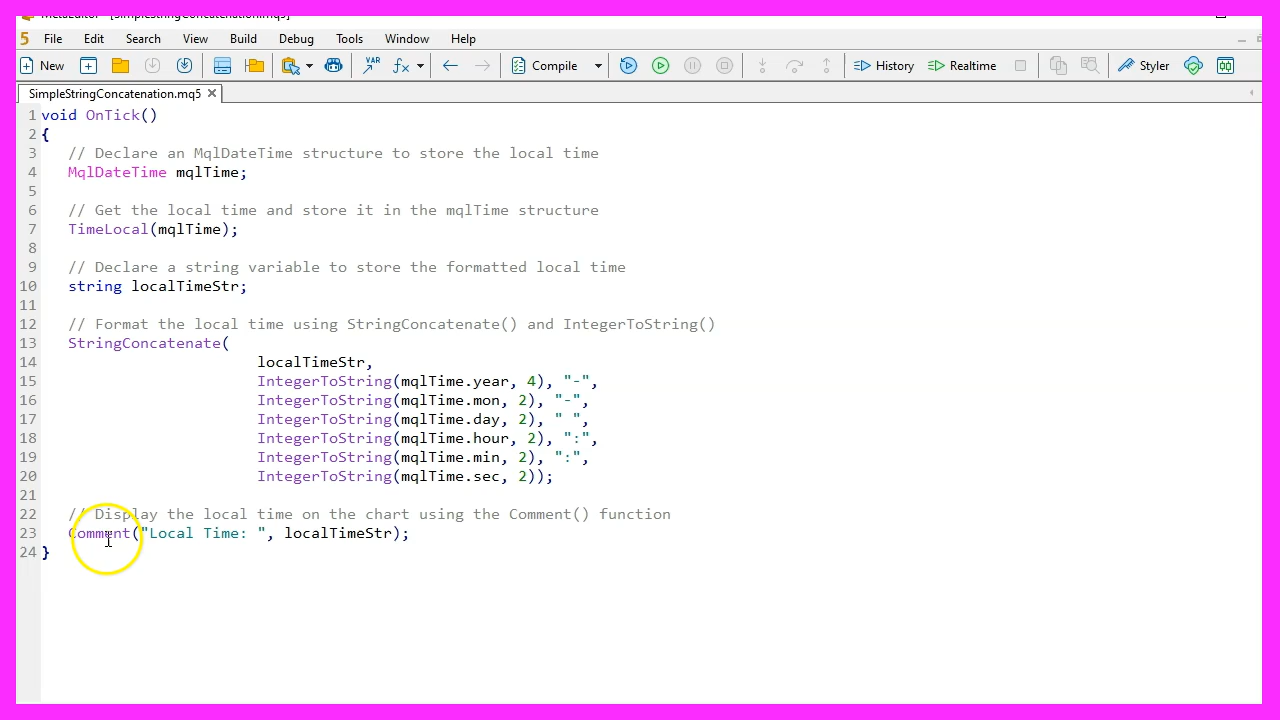 MetaEditor - [SimpleStringConcatenation.mq5]
5 File Edit Search View Build Debug Tools Window Help
New VAR fx Compile History Realtime Styler
SimpleStringConcatenation.mq5
1 void OnTick()
2 {
3 // Declare an MqlDateTime structure to store the local time
4 MqlDateTime mqlTime;
5
6 // Get the local time and store it in the mqlTime structure
7 TimeLocal(mqlTime);
8
9 // Declare a string variable to store the formatted local time
10 string localTimeStr;
11
12 // Format the local time using StringConcatenate() and IntegerToString()
13 StringConcatenate(
14 localTimeStr,
15 IntegerToString(mqlTime.year, 4), "-",
16 IntegerToString(mqlTime.mon, 2), "-",
17 IntegerToString(mqlTime.day, 2), " ",
18 IntegerToString(mqlTime.hour, 2), ":",
19 IntegerToString(mqlTime.min, 2), ":",
20 IntegerToString(mqlTime.sec, 2));
21
22 // Display the local time on the chart using the Comment() function
23 Comment("Local Time: ", localTimeStr);
24 }